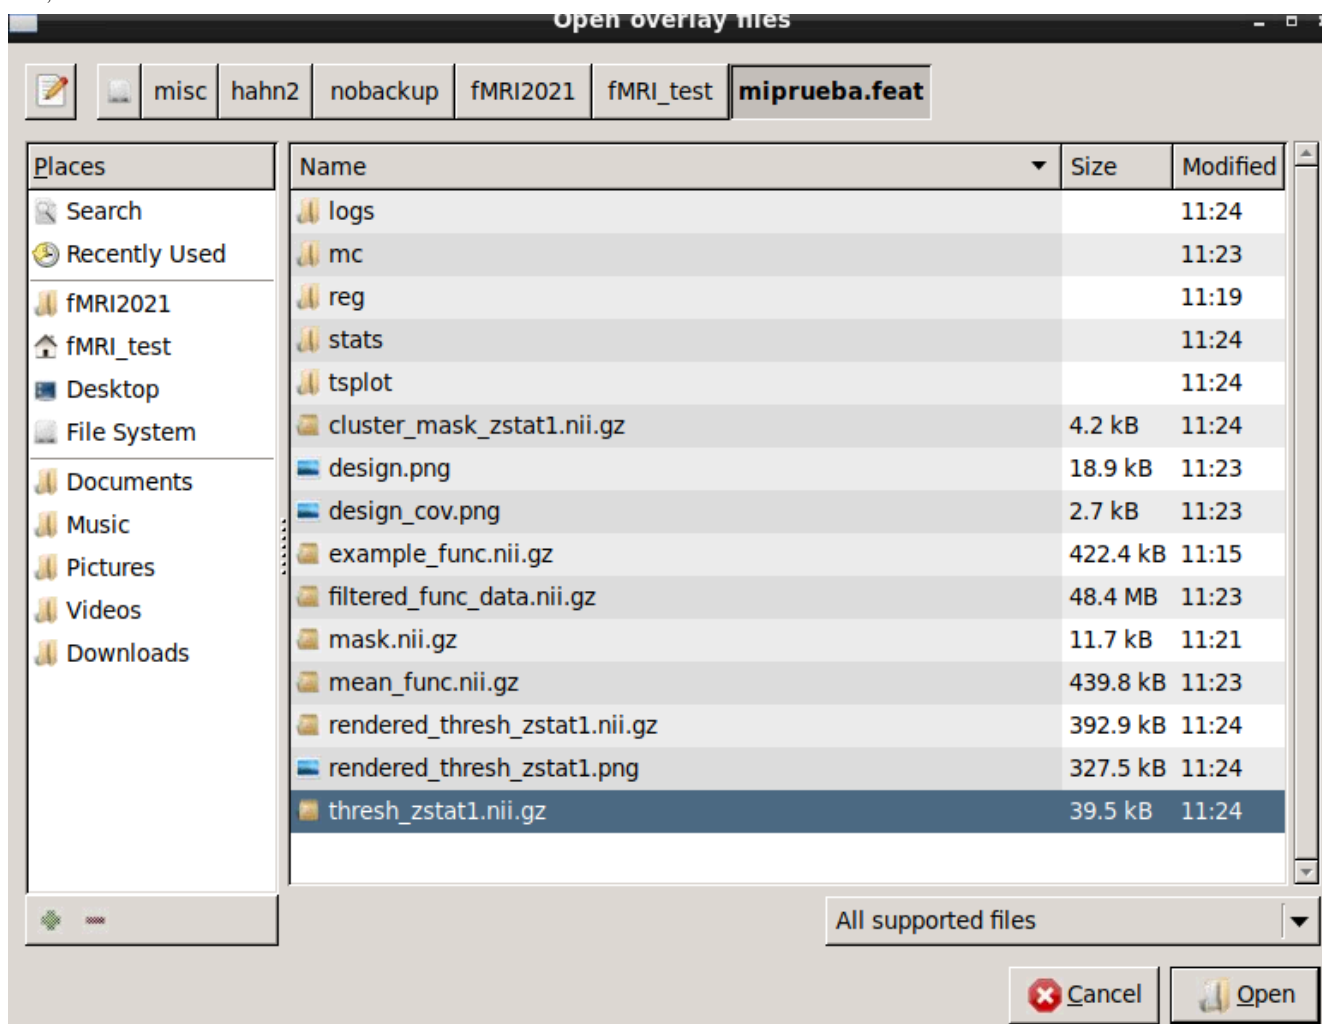 Open overlay files
misc hahn2 nobackup fMRI2021 fMRI_test miprueba.feat
Places
Search
Recently Used
fMRI2021
fMRI_test
Desktop
File System
Documents
Music
Pictures
Videos
Downloads
Name Size Modified
logs 11:24
mc 11:23
reg 11:19
stats 11:24
tsplot 11:24
cluster_mask_zstat1.nii.gz 4.2 kB 11:24
design.png 18.9 kB 11:23
design_cov.png 2.7 kB 11:23
example_func.nii.gz 422.4 kB 11:15
filtered_func_data.nii.gz 48.4 MB 11:23
mask.nii.gz 11.7 kB 11:21
mean_func.nii.gz 439.8 kB 11:23
rendered_thresh_zstat1.nii.gz 392.9 kB 11:24
rendered_thresh_zstat1.png 327.5 kB 11:24
thresh_zstat1.nii.gz 39.5 kB 11:24
All supported files
Cancel Open